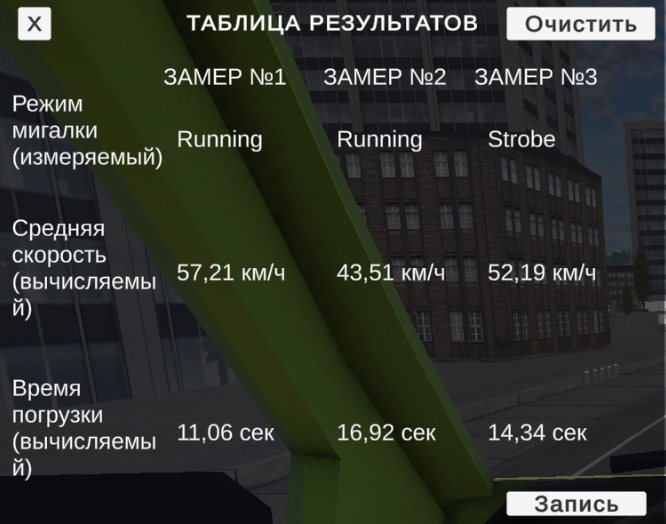 X ТАБЛИЦА РЕЗУЛЬТАТОВ Очистить
ЗАМЕР №1 ЗАМЕР №2 ЗАМЕР №3
Режим
мигалки
(измеряемый)
Running Running Strobe
Средняя
скорость
(вычисляемы
й)
57,21 км/ч 43,51 км/ч 52,19 км/ч
Время
погрузки
(вычисляемы
й)
11,06 сек 16,92 сек 14,34 сек
Запись